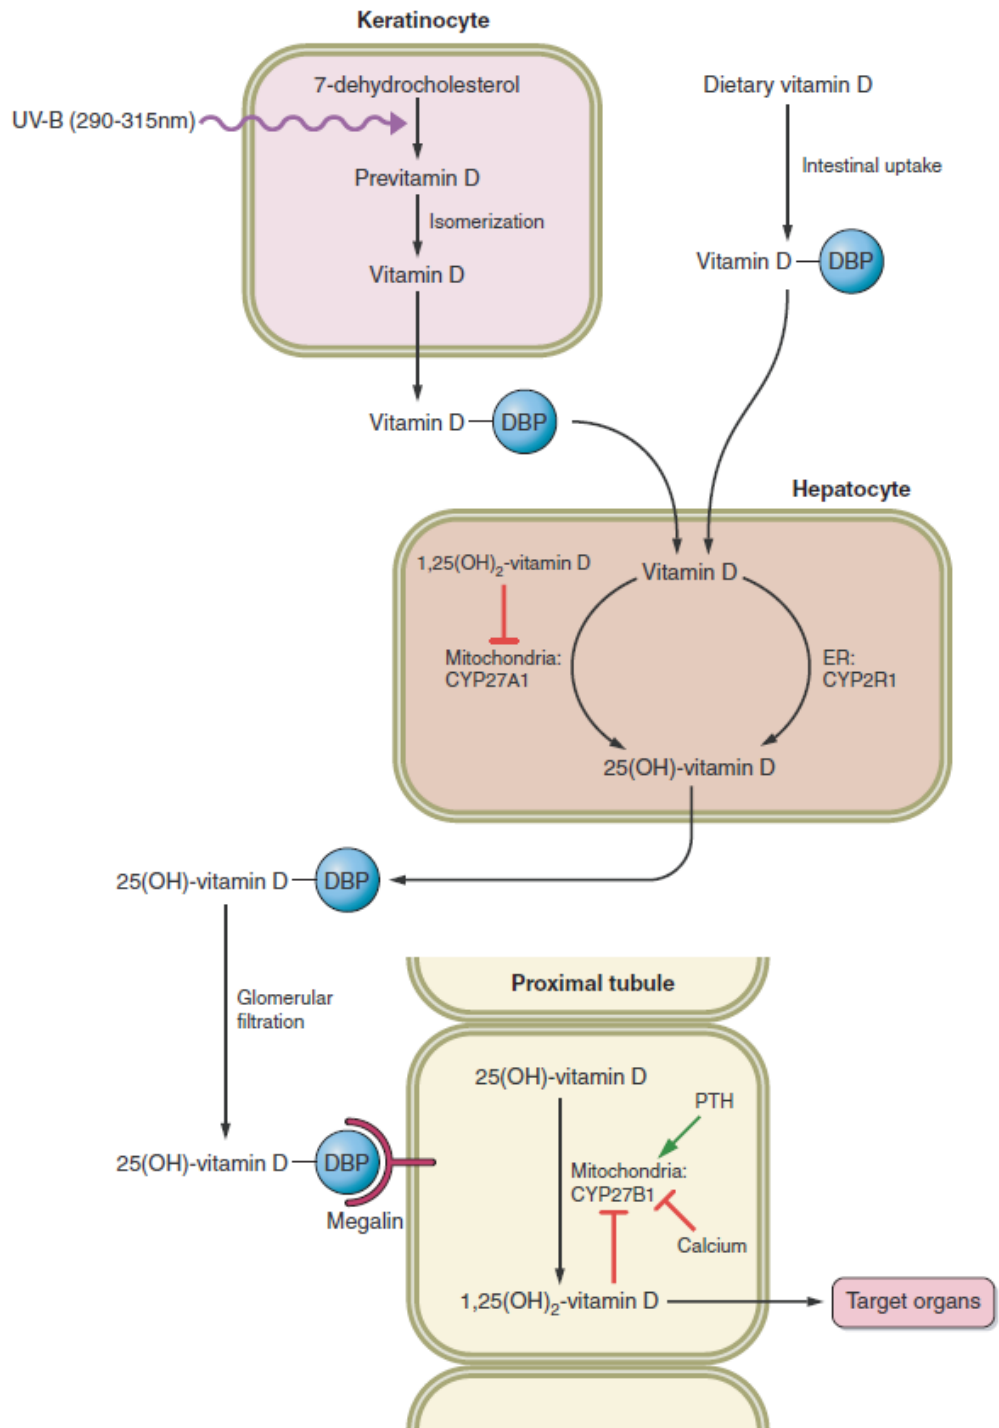 Keratinocyte
7-dehydrocholesterol
UV-B (290-315nm)
Previtamin D
Isomerization
Vitamin D
Vitamin D
DBP
Dietary vitamin D
Intestinal uptake
Vitamin D
DBP
Hepatocyte
1,25(OH)₂-vitamin D
Vitamin D
Mitochondria:
CYP27A1
ER:
CYP2R1
25(OH)-vitamin D
25(OH)-vitamin D
DBP
Glomerular
filtration
25(OH)-vitamin D
DBP
Megalin
Proximal tubule
25(OH)-vitamin D
PTH
Mitochondria:
CYP27B1
Calcium
1,25(OH)₂-vitamin D
Target organs